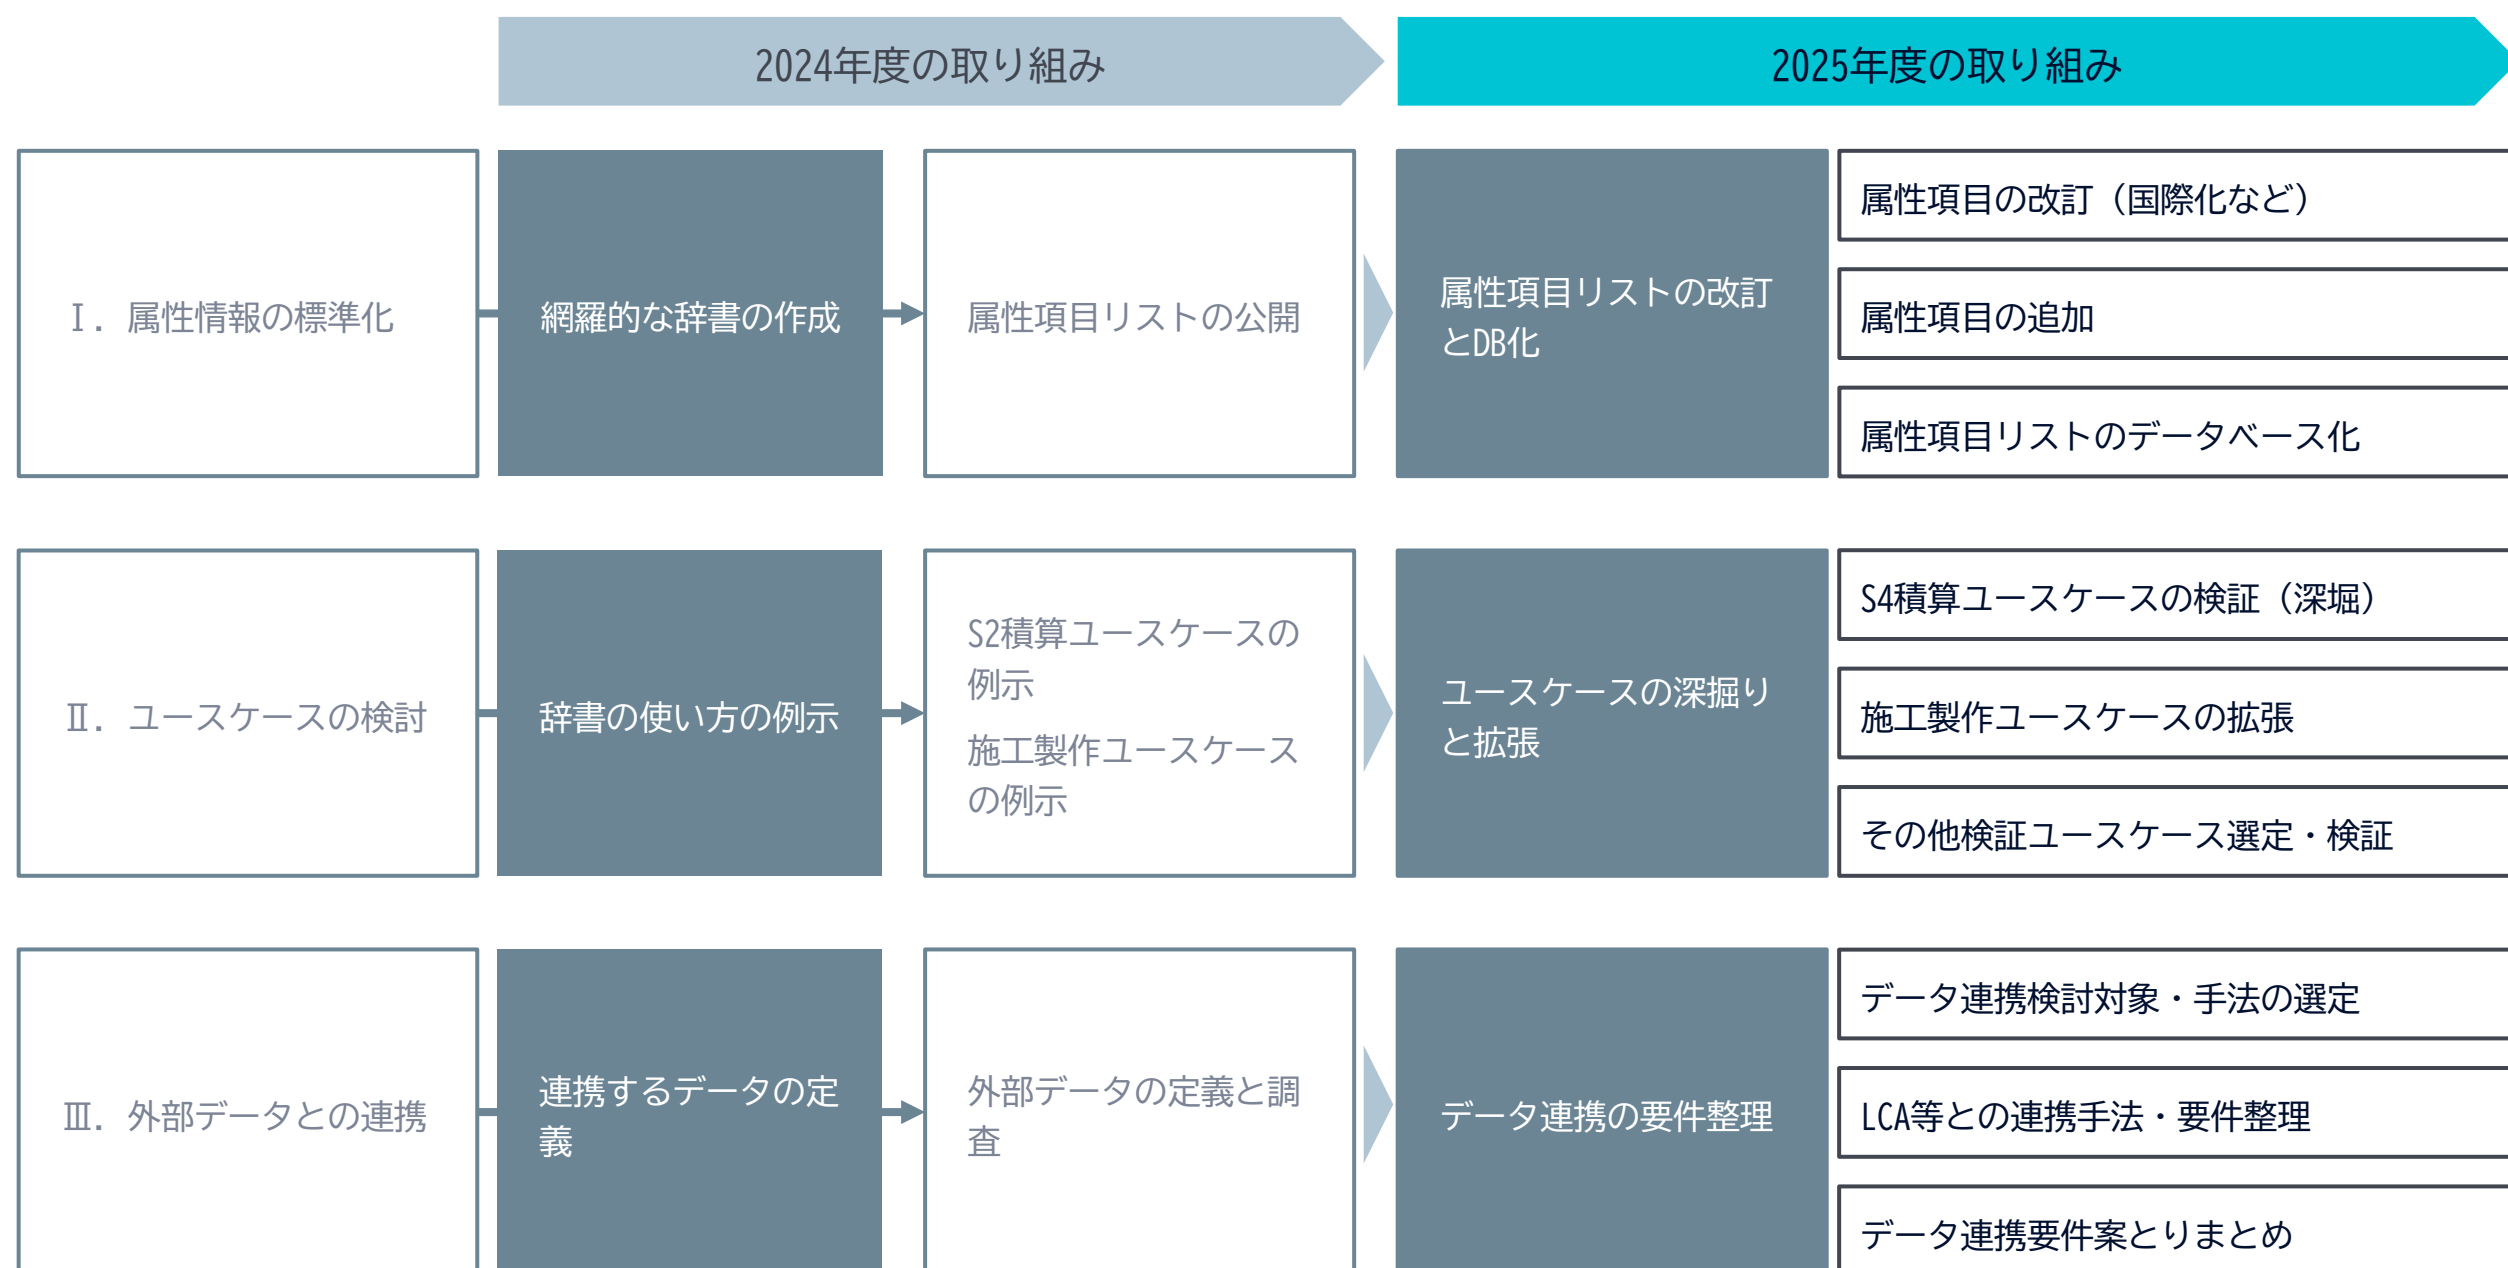 2024年度の取り組み
2025年度の取り組み
Ⅰ. 属性情報の標準化
網羅的な辞書の作成
属性項目リストの公開
属性項目リストの改訂
とDB化
属性項目の改訂（国際化など）
属性項目の追加
属性項目リストのデータベース化
Ⅱ. ユースケースの検討
辞書の使い方の例示
S2積算ユースケースの
例示
施工製作ユースケース
の例示
ユースケースの深掘り
と拡張
S4積算ユースケースの検証（深堀）
施工製作ユースケースの拡張
その他検証ユースケース選定・検証
Ⅲ. 外部データとの連携
連携するデータの定
義
外部データの定義と調
査
データ連携の要件整理
データ連携検討対象・手法の選定
LCA等との連携手法・要件整理
データ連携要件案とりまとめ